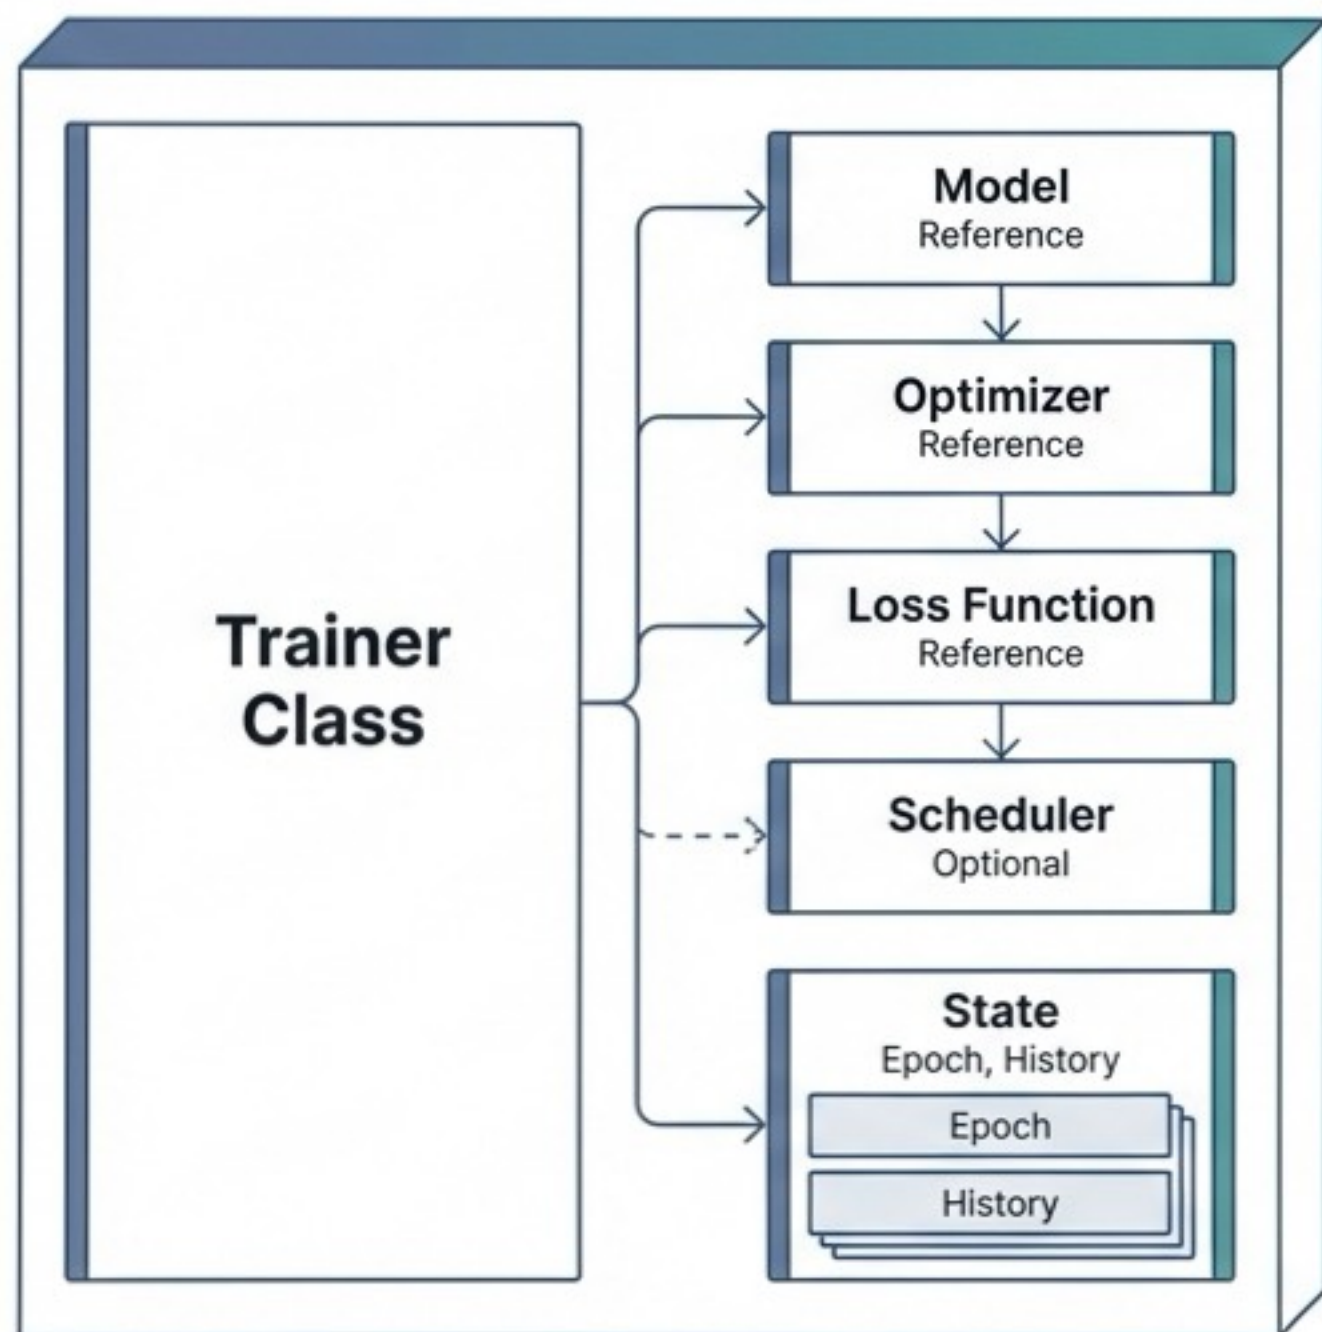 Trainer
Class
Model
Reference
Optimizer
Reference
Loss Function
Reference
Scheduler
Optional
State
Epoch, History
Epoch
History